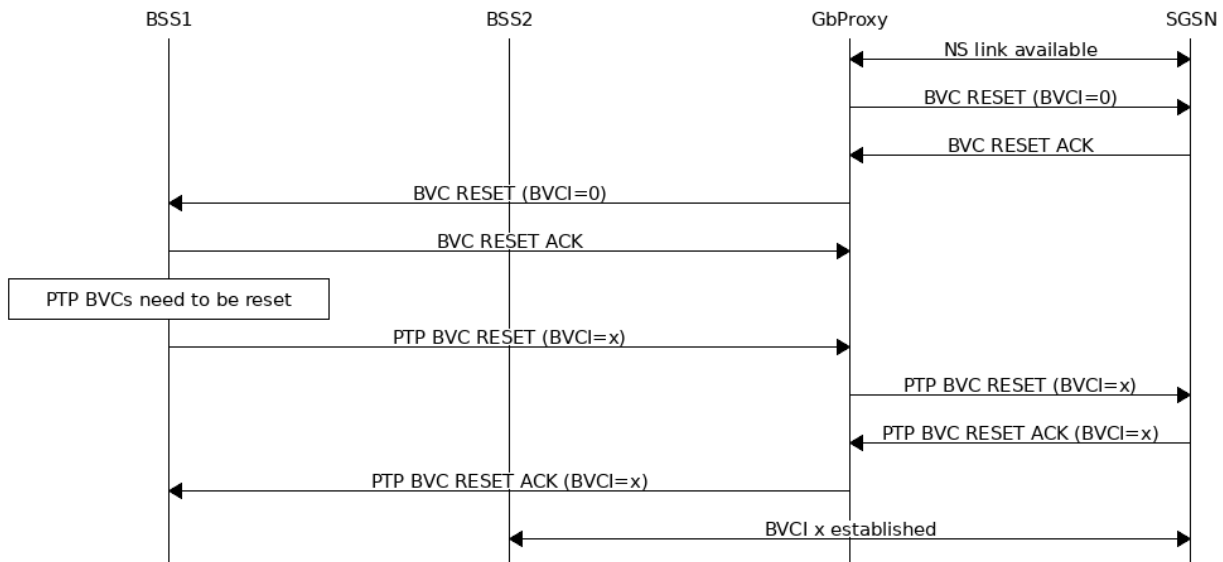 BSS1 BSS2 GbProxy SGSN
NS link available
BVC RESET (BVCI=0)
BVC RESET ACK
BVC RESET (BVCI=0)
BVC RESET ACK
PTP BVCs need to be reset
PTP BVC RESET (BVCI=x)
PTP BVC RESET (BVCI=x)
PTP BVC RESET ACK (BVCI=x)
PTP BVC RESET ACK (BVCI=x)
BVCI x established